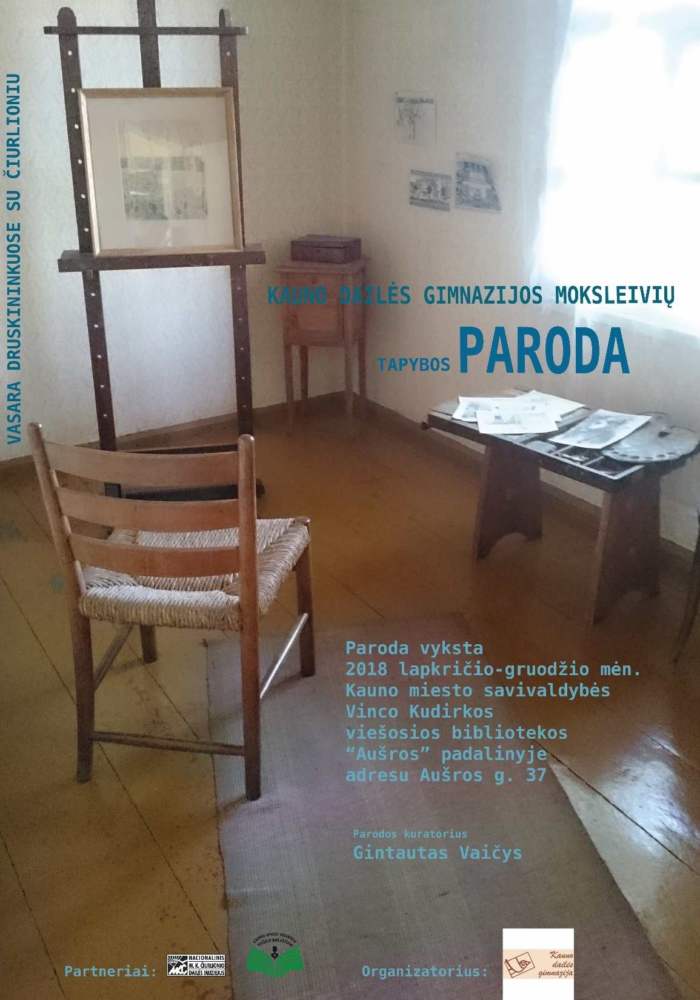 VASARA DRUSKININKUOSE SU ČIURLIONIU
KAUNO DAILĖS GIMNAZIJOS MOKSLEIVIŲ
TAPYBOS PARODA
Paroda vyksta
2018 lapkričio-gruodžio mėn.
Kauno miesto savivaldybės
Vinco Kudirkos
viešosios bibliotekos
“Aušros” padalinyje
adresu Aušros g. 37
Parodos kuratorius
Gintautas Vaičys
Partneriai:
NACIONALINIS
M. K. ČIURLIONIO
DAILĖS MUZIEJUS
KAUNO VINCO KUDIRKOS
VIEŠOJI BIBLIOTEKA
Organizatorius:
Kauno
dailės
gimnazija